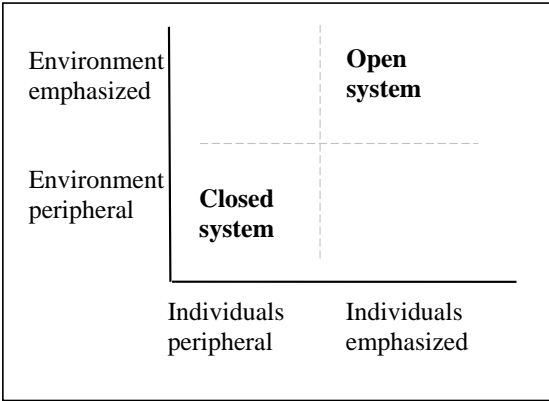 Environment
emphasized
Open
system
Environment
peripheral
Closed
system
Individuals
peripheral
Individuals
emphasized